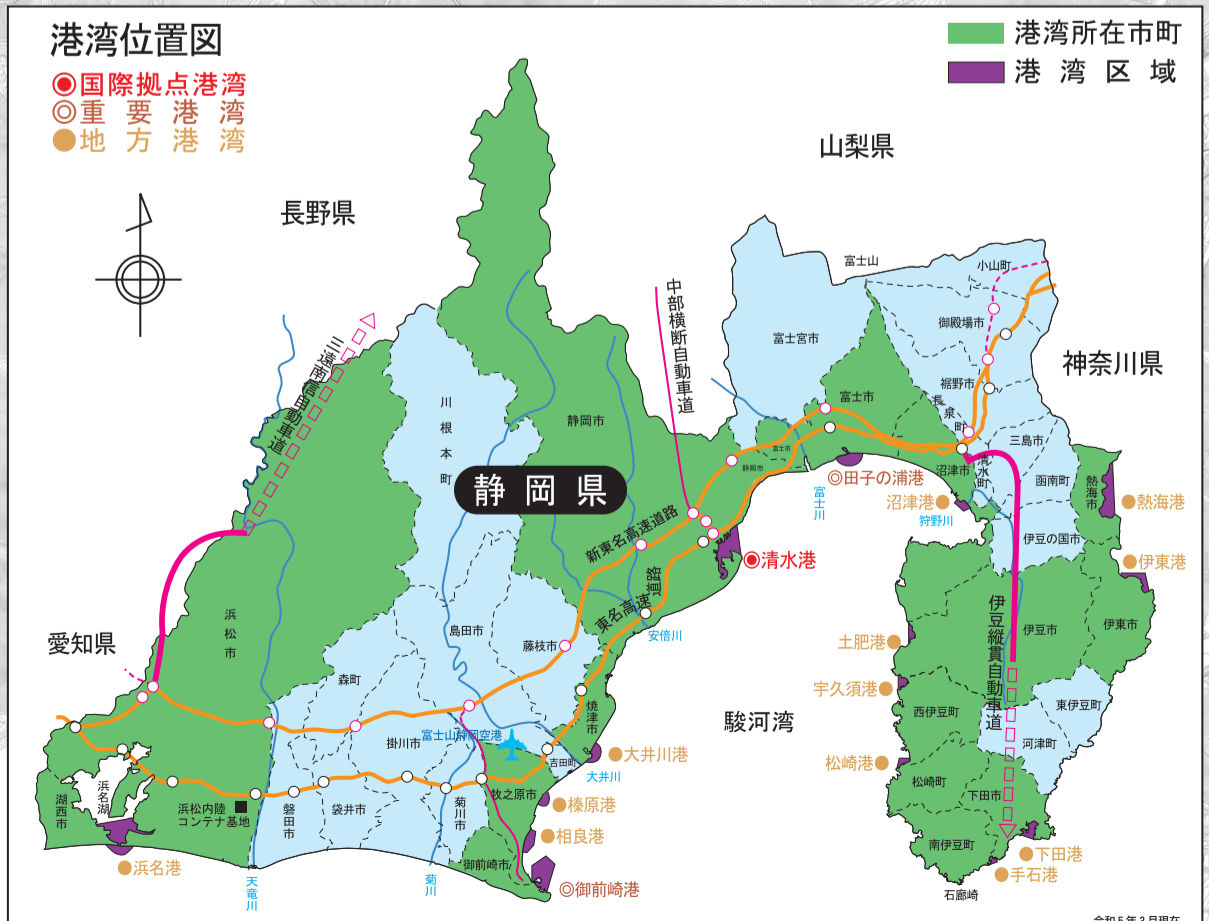 港湾位置図
◉国際拠点港湾
◎重要港湾
●地方港湾
港湾所在市町
港湾区域
山梨県
長野県
神奈川県
愛知県
静岡県
駿河湾
富士山
小山町
御殿場市
富士宮市
裾野市
長泉町
富士市
三島市
清水町
沼津市
函南町
熱海市
伊豆の国市
伊豆市
伊東市
東伊豆町
河津町
西伊豆町
松崎町
下田市
南伊豆町
石廊崎
静岡市
富士市
静岡市
川根本町
浜松市
島田市
藤枝市
森町
焼津市
掛川市
吉田町
牧之原市
菊川市
袋井市
磐田市
御前崎市
湖西市
浜名湖
浜松内陸
コンテナ基地
富士山静岡空港
三遠南信自動車道
中部横断自動車道
新東名高速道路
東名高速道路
伊豆縦貫自動車道
富士川
狩野川
安倍川
大井川
菊川
天竜川
◎田子の浦港
沼津港●
●熱海港
●伊東港
◉清水港
土肥港●
宇久須港●
松崎港●
●下田港
●手石港
●大井川港
●榛原港
●相良港
◎御前崎港
●浜名港
令和5年3月現在